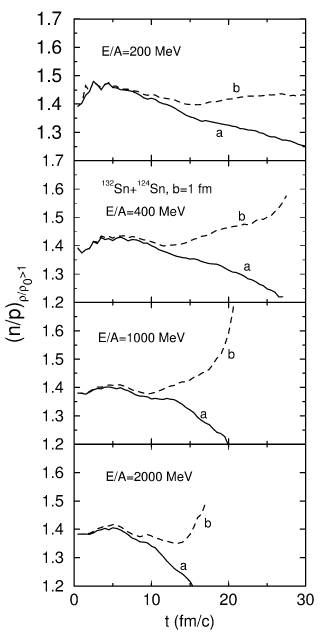 1.7
1.6
E/A=200 MeV
1.5
b
1.4
1.3
a
1.7
1.6
¹³²Sn+¹²⁴Sn, b=1 fm
E/A=400 MeV
1.5
b
1.4
a
1.3
1.2
(n/p)ρ/ρ₀>1
1.6
E/A=1000 MeV
1.5
b
1.4
a
1.3
1.2
1.6
E/A=2000 MeV
1.5
b
1.4
a
1.3
1.2
0 10 20 30
t (fm/c)